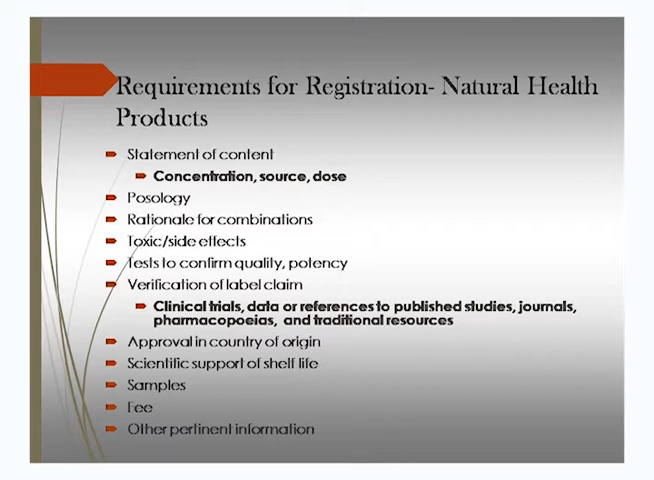 Requirements for Registration- Natural Health
Products
Statement of content
Concentration, source, dose
Posology
Rationale for combinations
Toxic/side effects
Tests to confirm quality, potency
Verification of label claim
Clinical trials, data or references to published studies, journals,
pharmacopoeias, and traditional resources
Approval in country of origin
Scientific support of shelf life
Samples
Fee
Other pertinent information